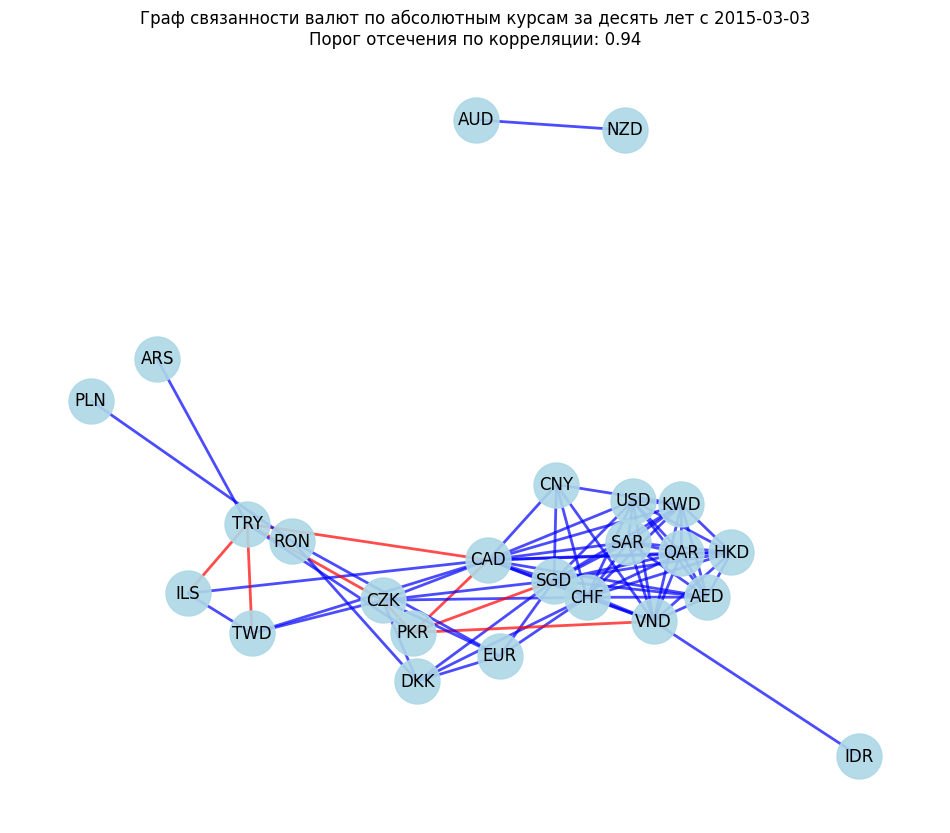 Граф связанности валют по абсолютным курсам за десять лет с 2015-03-03
Порог отсечения по корреляции: 0.94
AUD
NZD
ARS
PLN
CNY
USD
KWD
TRY
RON
SAR
QAR
HKD
CAD
SGD
ILS
CZK
CHF
AED
TWD
PKR
VND
EUR
DKK
IDR